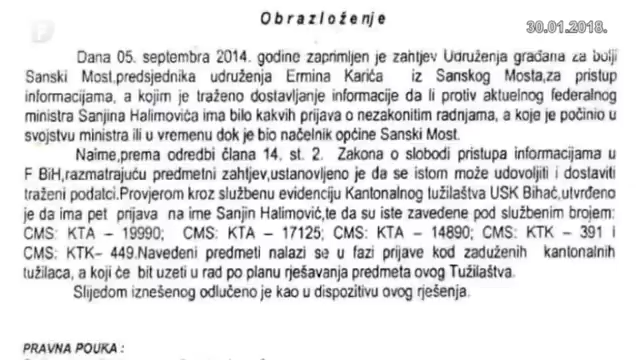 Obrazloženje
30.01.2018.
Dana 05. septembra 2014. godine zaprimljen je zahtjev Udruženja građana za bolji
Sanski Most,predsjednika udruženja Ermina Karića iz Sanskog Mosta,za pristup
informacijama, a kojim je traženo dostavljanje informacije da li protiv aktuelnog federalnog
ministra Sanjina Halimovića ima bilo kakvih prijava o nezakonitim radnjama, a koje je počinio u
svojstvu ministra ili u vremenu dok je bio načelnik općine Sanski Most.
Naime,prema odredbi člana 14. st. 2. Zakona o slobodi pristupa informacijama u
F BiH,razmatrajuću predmetni zahtjev,ustanovljeno je da se istom može udovoljiti i dostaviti
traženi podatci.Provjerom kroz službenu evidenciju Kantonalnog tužilaštva USK Bihać,utvrđeno
je da ima pet prijava na ime Sanjin Halimović,te da su iste zavedene pod službenim brojem:
CMS: KTA – 19990; CMS: KTA – 17125; CMS: KTA – 14890; CMS: KTK – 391 i
CMS: KTK– 449.Navedeni predmeti nalazi se u fazi prijave kod zaduženih kantonalnih
tužilaca, a koji će bit uzeti u rad po planu rješavanja predmeta ovog Tužilaštva.
Slijedom iznešenog odlučeno je kao u dispozitivu ovog rješenja.
PRAVNA POUKA :